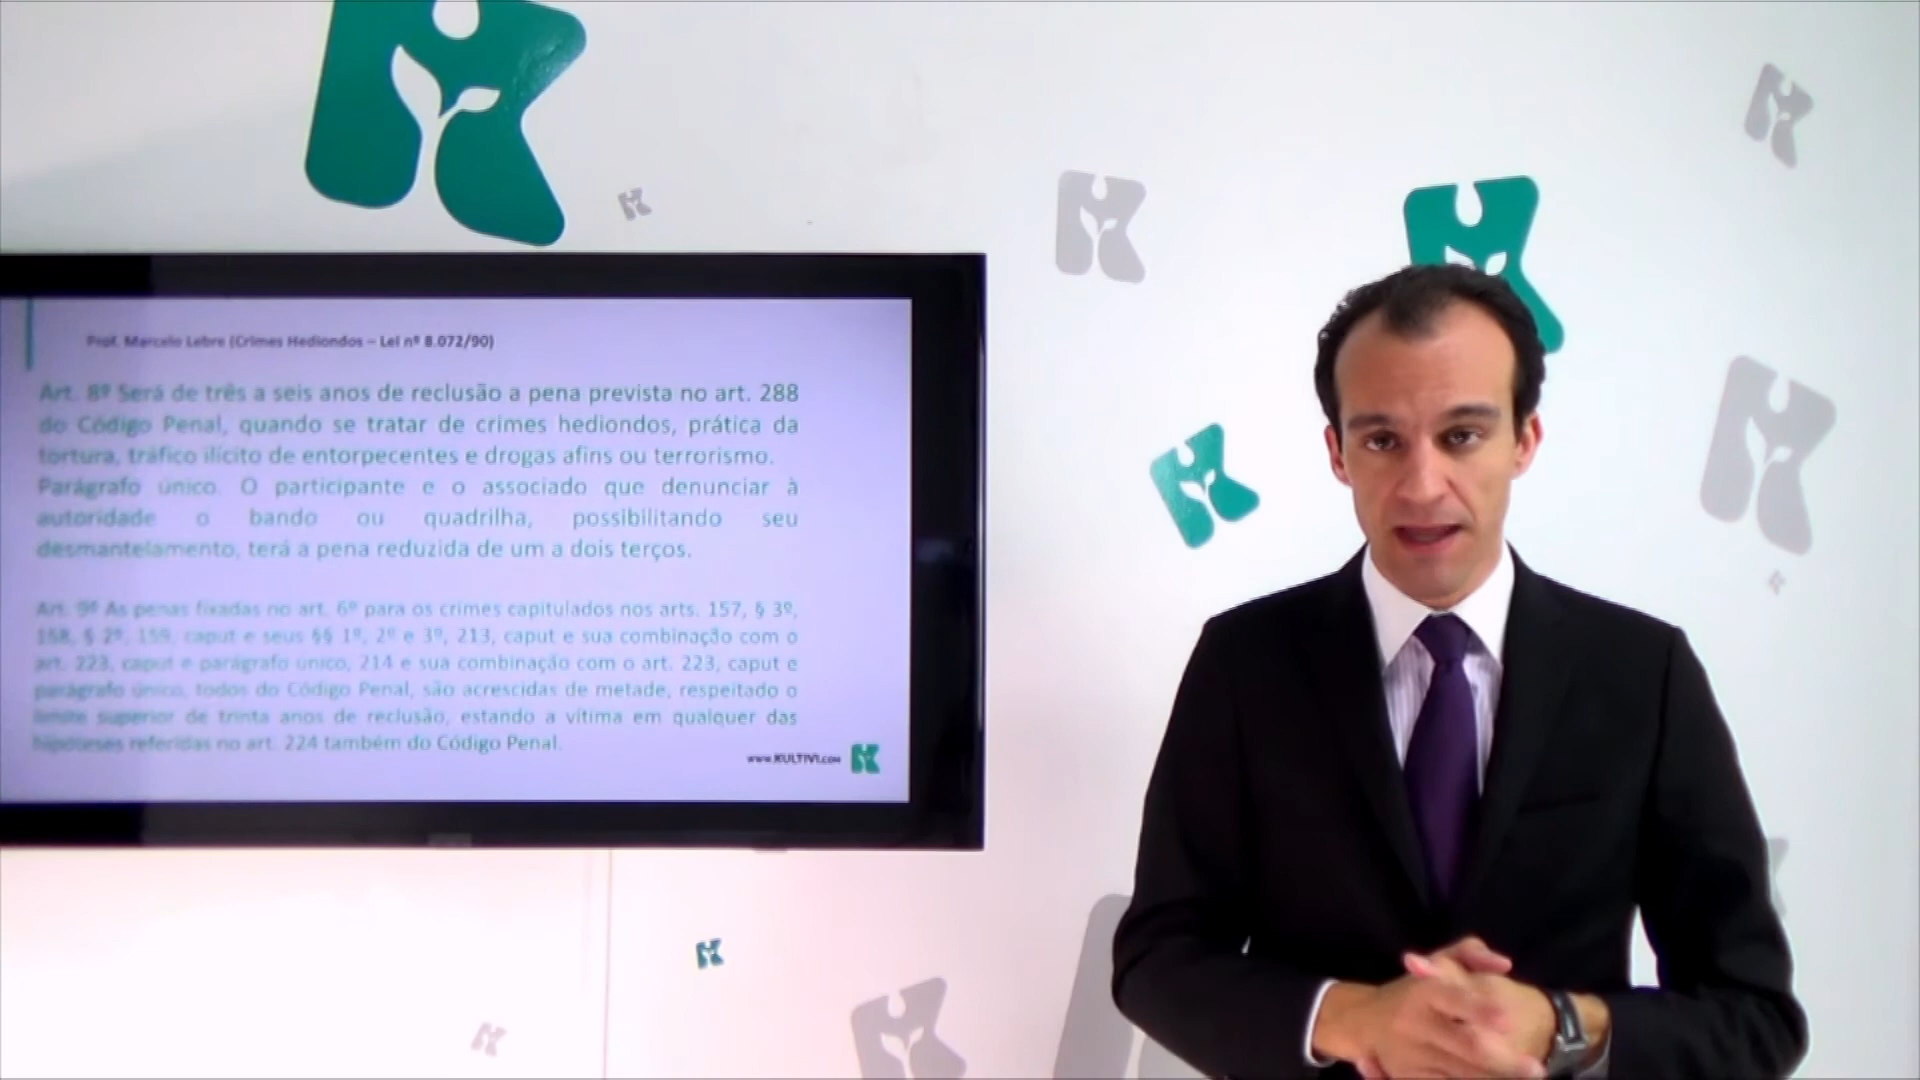 Prof. Marcelo Lebre (Crimes Hediondos – Lei nº 8.072/90)
Art. 8º Será de três a seis anos de reclusão a pena prevista no art. 288
do Código Penal, quando se tratar de crimes hediondos, prática da
tortura, tráfico ilícito de entorpecentes e drogas afins ou terrorismo.
Parágrafo único. O participante e o associado que denunciar à
autoridade o bando ou quadrilha, possibilitando seu
desmantelamento, terá a pena reduzida de um a dois terços.
Art. 9º As penas fixadas no art. 6º para os crimes capitulados nos arts. 157, § 3º,
158, § 2º, 159, caput e seus §§ 1º, 2º e 3º, 213, caput e sua combinação com o
art. 223, caput e parágrafo único, 214 e sua combinação com o art. 223, caput e
parágrafo único, todos do Código Penal, são acrescidas de metade, respeitado o
limite superior de trinta anos de reclusão, estando a vítima em qualquer das
hipóteses referidas no art. 224 também do Código Penal.
www.KULTIVI.com